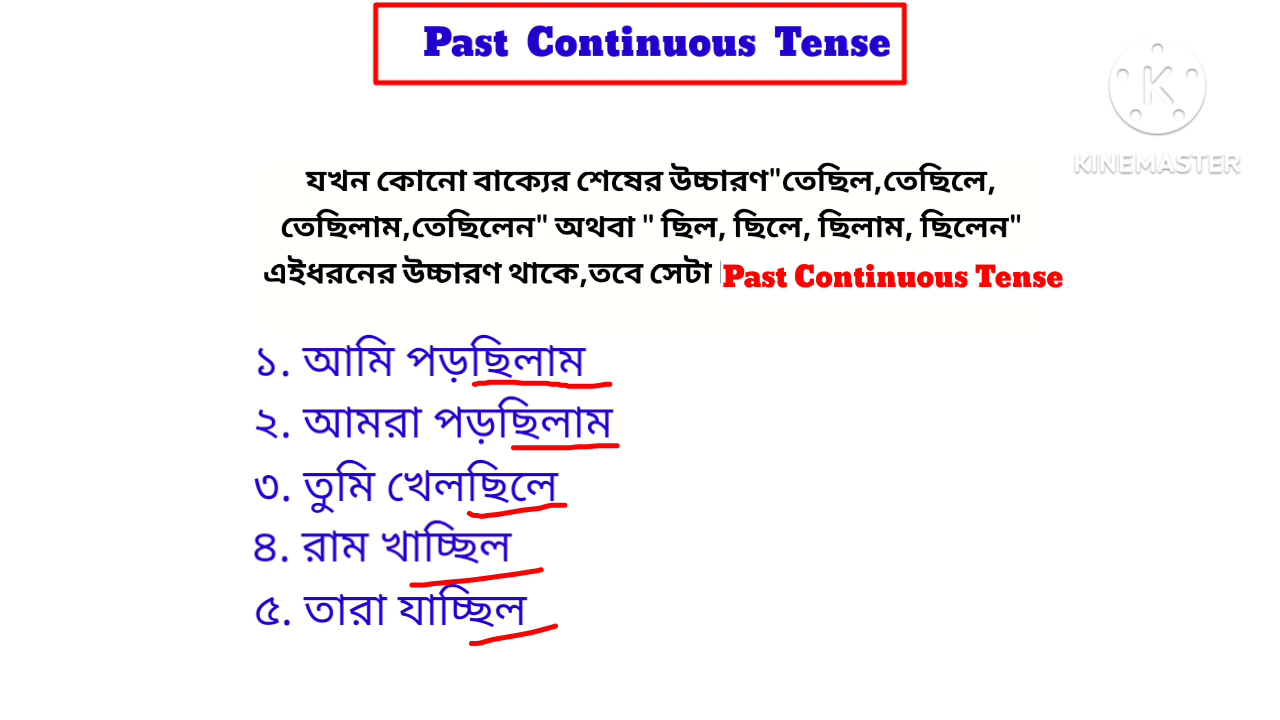 Past Continuous Tense
KINEMASTER
যখন কোনো বাক্যের শেষের উচ্চারণ"তেছিল,তেছিলে,
তেছিলাম,তেছিলেন" অথবা " ছিল, ছিলে, ছিলাম, ছিলেন"
এইধরনের উচ্চারণ থাকে,তবে সেটা Past Continuous Tense
১. আমি পড়ছিলাম
২. আমরা পড়ছিলাম
৩. তুমি খেলছিলে
৪. রাম খাচ্ছিল
৫. তারা যাচ্ছিল